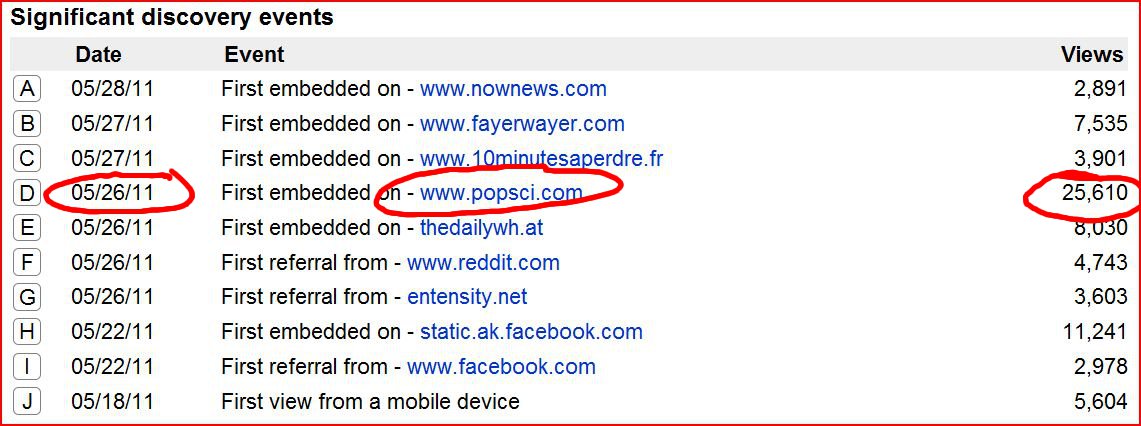 Significant discovery events
Date Event Views
A 05/28/11 First embedded on - www.nownews.com 2,891
B 05/27/11 First embedded on - www.fayerwayer.com 7,535
C 05/27/11 First embedded on - www.10minutesaperdre.fr 3,901
D 05/26/11 First embedded on - www.popsci.com 25,610
E 05/26/11 First embedded on - thedailywh.at 8,030
F 05/26/11 First referral from - www.reddit.com 4,743
G 05/26/11 First referral from - entensity.net 3,603
H 05/22/11 First embedded on - static.ak.facebook.com 11,241
I 05/22/11 First referral from - www.facebook.com 2,978
J 05/18/11 First view from a mobile device 5,604